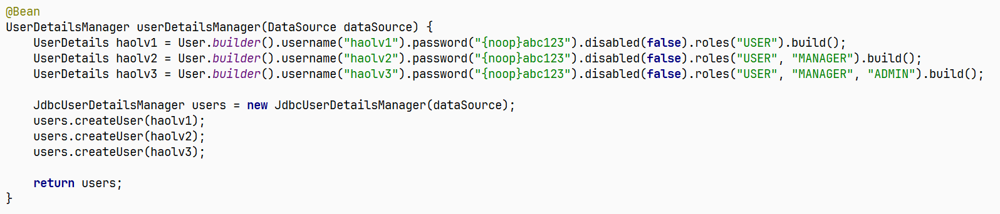 @Bean
UserDetailsManager userDetailsManager(DataSource dataSource) {
    UserDetails haolv1 = User.builder().username("haolv1").password("{noop}abc123").disabled(false).roles("USER").build();
    UserDetails haolv2 = User.builder().username("haolv2").password("{noop}abc123").disabled(false).roles("USER", "MANAGER").build();
    UserDetails haolv3 = User.builder().username("haolv3").password("{noop}abc123").disabled(false).roles("USER", "MANAGER", "ADMIN").build();

    JdbcUserDetailsManager users = new JdbcUserDetailsManager(dataSource);
    users.createUser(haolv1);
    users.createUser(haolv2);
    users.createUser(haolv3);

    return users;
}